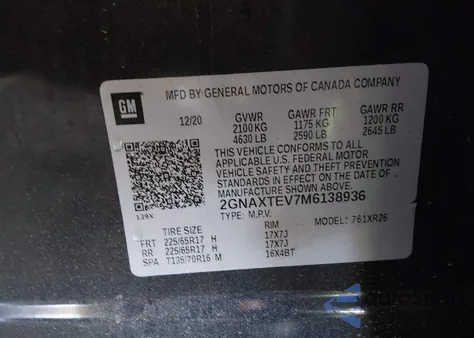 GM
MFD BY GENERAL MOTORS OF CANADA COMPANY
12/20 GVWR GAWR FRT GAWR RR
2100 KG 1175 KG 1200 KG
4630 LB 2590 LB 2645 LB
THIS VEHICLE CONFORMS TO ALL
APPLICABLE U.S. FEDERAL MOTOR
VEHICLE SAFETY AND THEFT PREVENTION
STANDARDS IN EFFECT ON THE DATE OF
MANUFACTURE SHOWN ABOVE.
139X
2GNAXTEV7M6138936
TYPE: M.P.V. MODEL: 761XR26
TIRE SIZE RIM
FRT 225/65R17 H 17X7J
RR 225/65R17 H 17X7J
SPA T135/70R16 M 16X4BT